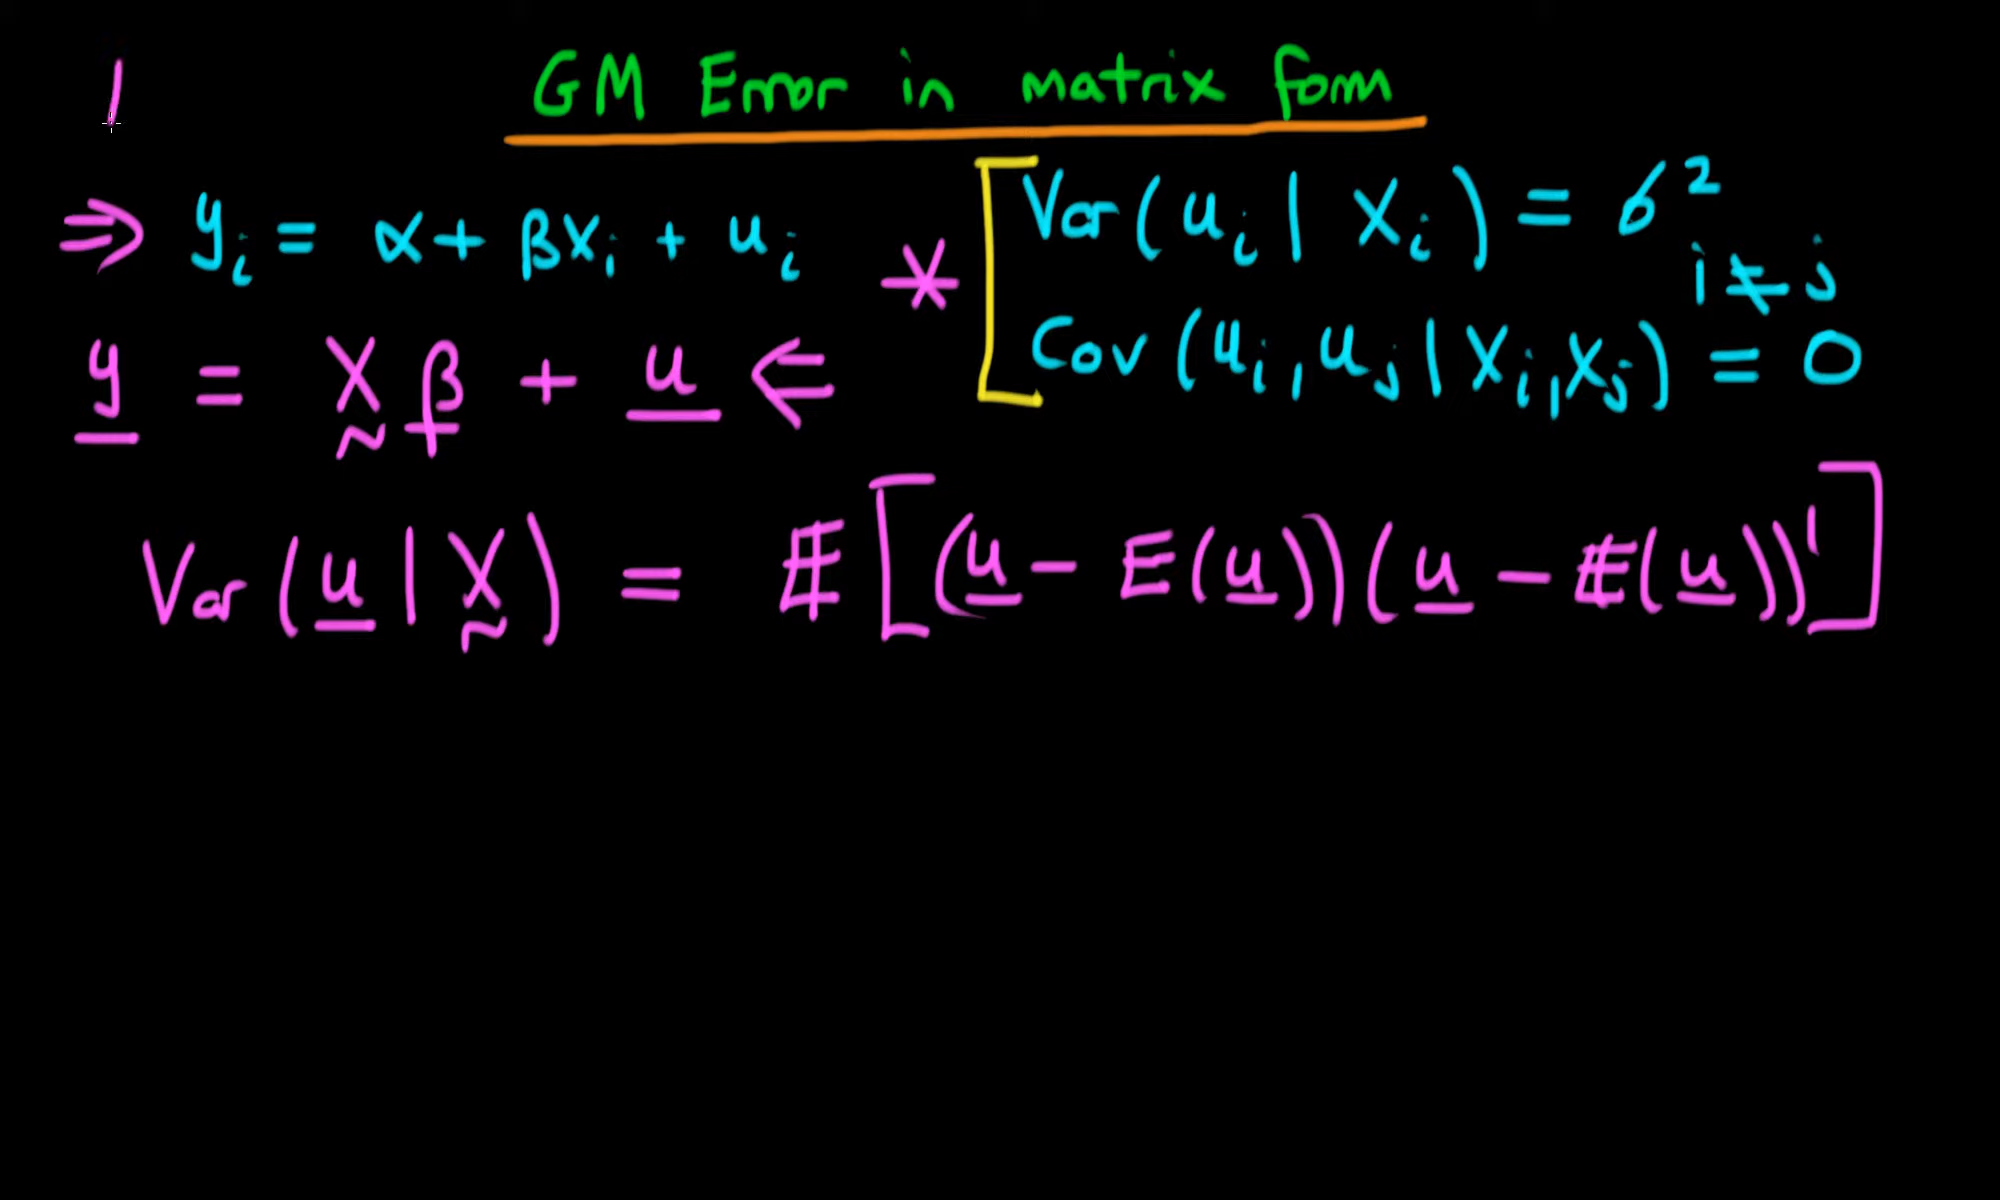 GM Error in matrix form
⇒ yᵢ = α + βxᵢ + uᵢ
* [ Var(uᵢ | Xᵢ) = σ²
i ≠ j
Cov(uᵢ, uⱼ | Xᵢ, Xⱼ) = 0
y = X β + u ⇐
Var(u | X) = E[(u - E(u))(u - E(u))']